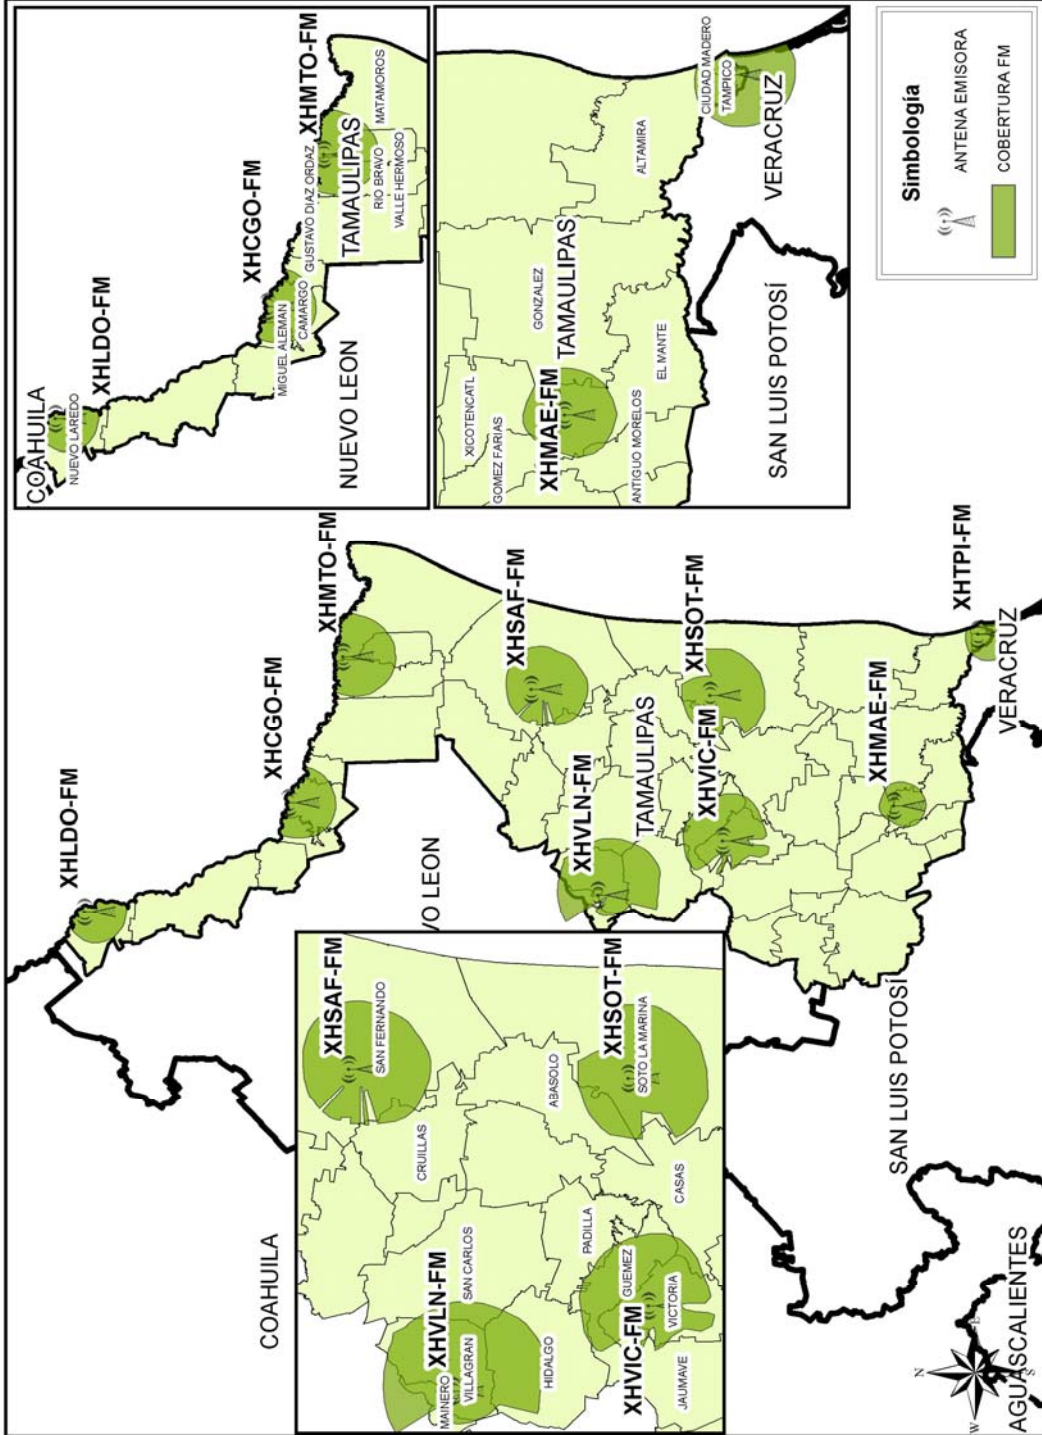 COAHUILA
NUEVO LAREDO
XHLDO-FM
XHCGO-FM
MIGUEL ALEMAN
CAMARGO
GUSTAVO DIAZ ORDAZ
XHMTO-FM
TAMAULIPAS
MATAMOROS
RIO BRAVO
VALLE HERMOSO
NUEVO LEON
XICOTENCATL
GOMEZ FARIAS
GONZALEZ
XHMAE-FM
TAMAULIPAS
ANTIGUO MORELOS
EL MANTE
ALTAMIRA
CIUDAD MADERO
TAMPICO
VERACRUZ
SAN LUIS POTOSÍ
Simbología
ANTENA EMISORA
COBERTURA FM
XHLDO-FM
XHCGO-FM
XHMTO-FM
XHSAF-FM
XHVLN-FM
TAMAULIPAS
XHSOT-FM
XHVIC-FM
XHMAE-FM
XHTPI-FM
VERACRUZ
VO LEON
SAN LUIS POTOSÍ
COAHUILA
AGUASCALIENTES
XHSAF-FM
SAN FERNANDO
CRUILLAS
ABASOLO
XHSOT-FM
SOTO LA MARINA
CASAS
XHVLN-FM
SAN CARLOS
MAINERO
VILLAGRAN
HIDALGO
PADILLA
GUEMEZ
XHVIC-FM
VICTORIA
JAUMAVE
N
W
E
S